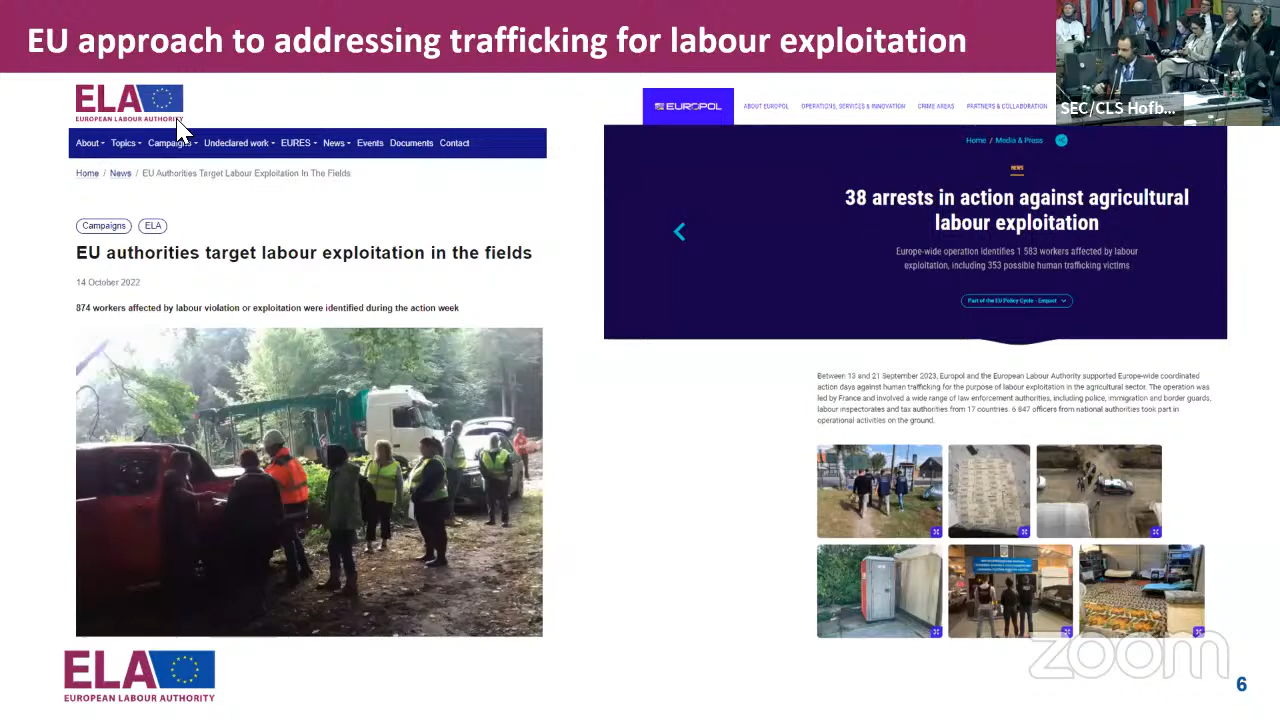 EU approach to addressing trafficking for labour exploitation
SEC/CLS Hofb...
ELA
EUROPEAN LABOUR AUTHORITY
About Topics Campaigns Undeclared work EURES News Events Documents Contact
Home / News / EU Authorities Target Labour Exploitation In The Fields
Campaigns ELA
EU authorities target labour exploitation in the fields
14 October 2022
874 workers affected by labour violation or exploitation were identified during the action week
EUROPOL ABOUT EUROPOL OPERATIONS, SERVICES & INNOVATION CRIME AREAS PARTNERS & COLLABORATION
Home / Media & Press
NEWS
38 arrests in action against agricultural
labour exploitation
Europe-wide operation identifies 1 583 workers affected by labour
exploitation, including 353 possible human trafficking victims
Part of the EU Policy Cycle - Empact
Between 13 and 21 September 2023, Europol and the European Labour Authority supported Europe-wide coordinated
action days against human trafficking for the purpose of labour exploitation in the agricultural sector. The operation was
led by France and involved a wide range of law enforcement authorities, including police, immigration and border guards,
labour inspectorates and tax authorities from 17 countries. 6 847 officers from national authorities took part in
operational activities on the ground.
ELA
EUROPEAN LABOUR AUTHORITY
zoom
6